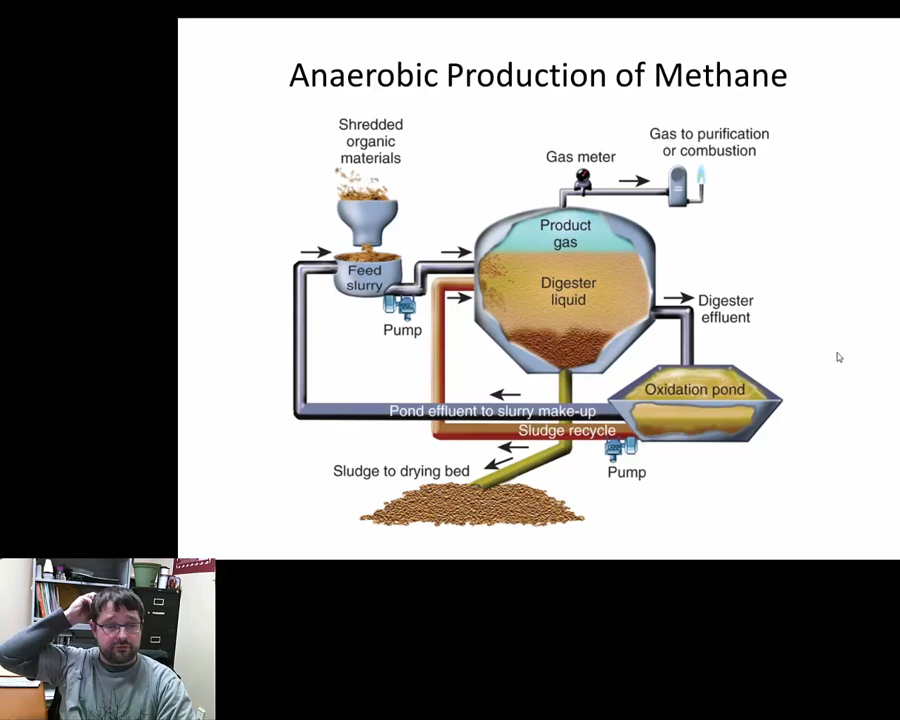 Anaerobic Production of Methane
Shredded
organic
materials
Gas to purification
or combustion
Gas meter
Product
gas
Feed
slurry
Digester
liquid
Digester
effluent
Pump
Oxidation pond
Pond effluent to slurry make-up
Sludge recycle
Sludge to drying bed
Pump